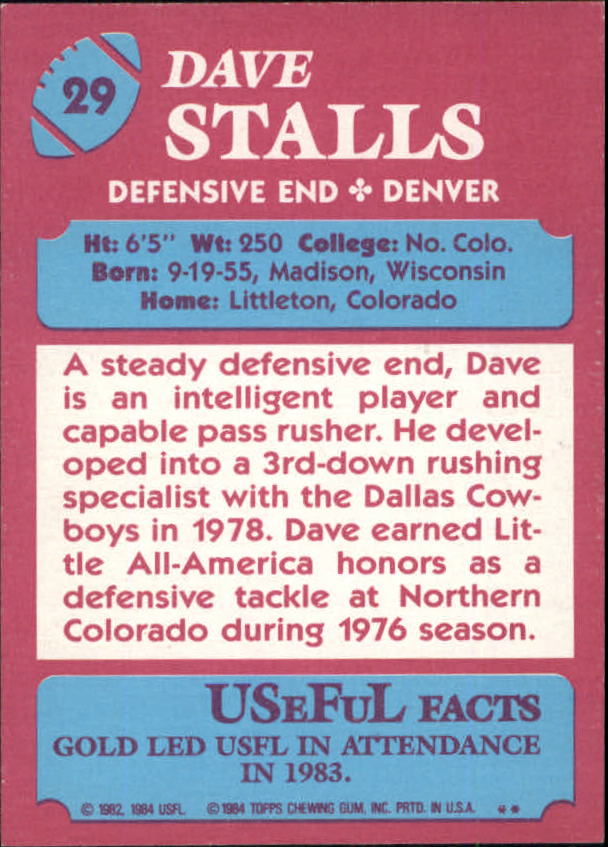 29
DAVE
STALLS
DEFENSIVE END ✤ DENVER
Ht: 6'5" Wt: 250 College: No. Colo.
Born: 9-19-55, Madison, Wisconsin
Home: Littleton, Colorado
A steady defensive end, Dave
is an intelligent player and
capable pass rusher. He devel-
oped into a 3rd-down rushing
specialist with the Dallas Cow-
boys in 1978. Dave earned Lit-
tle All-America honors as a
defensive tackle at Northern
Colorado during 1976 season.
USeFuL FACTS
GOLD LED USFL IN ATTENDANCE
IN 1983.
© 1982, 1984 USFL © 1984 TOPPS CHEWING GUM, INC. PRTD. IN U.S.A. **